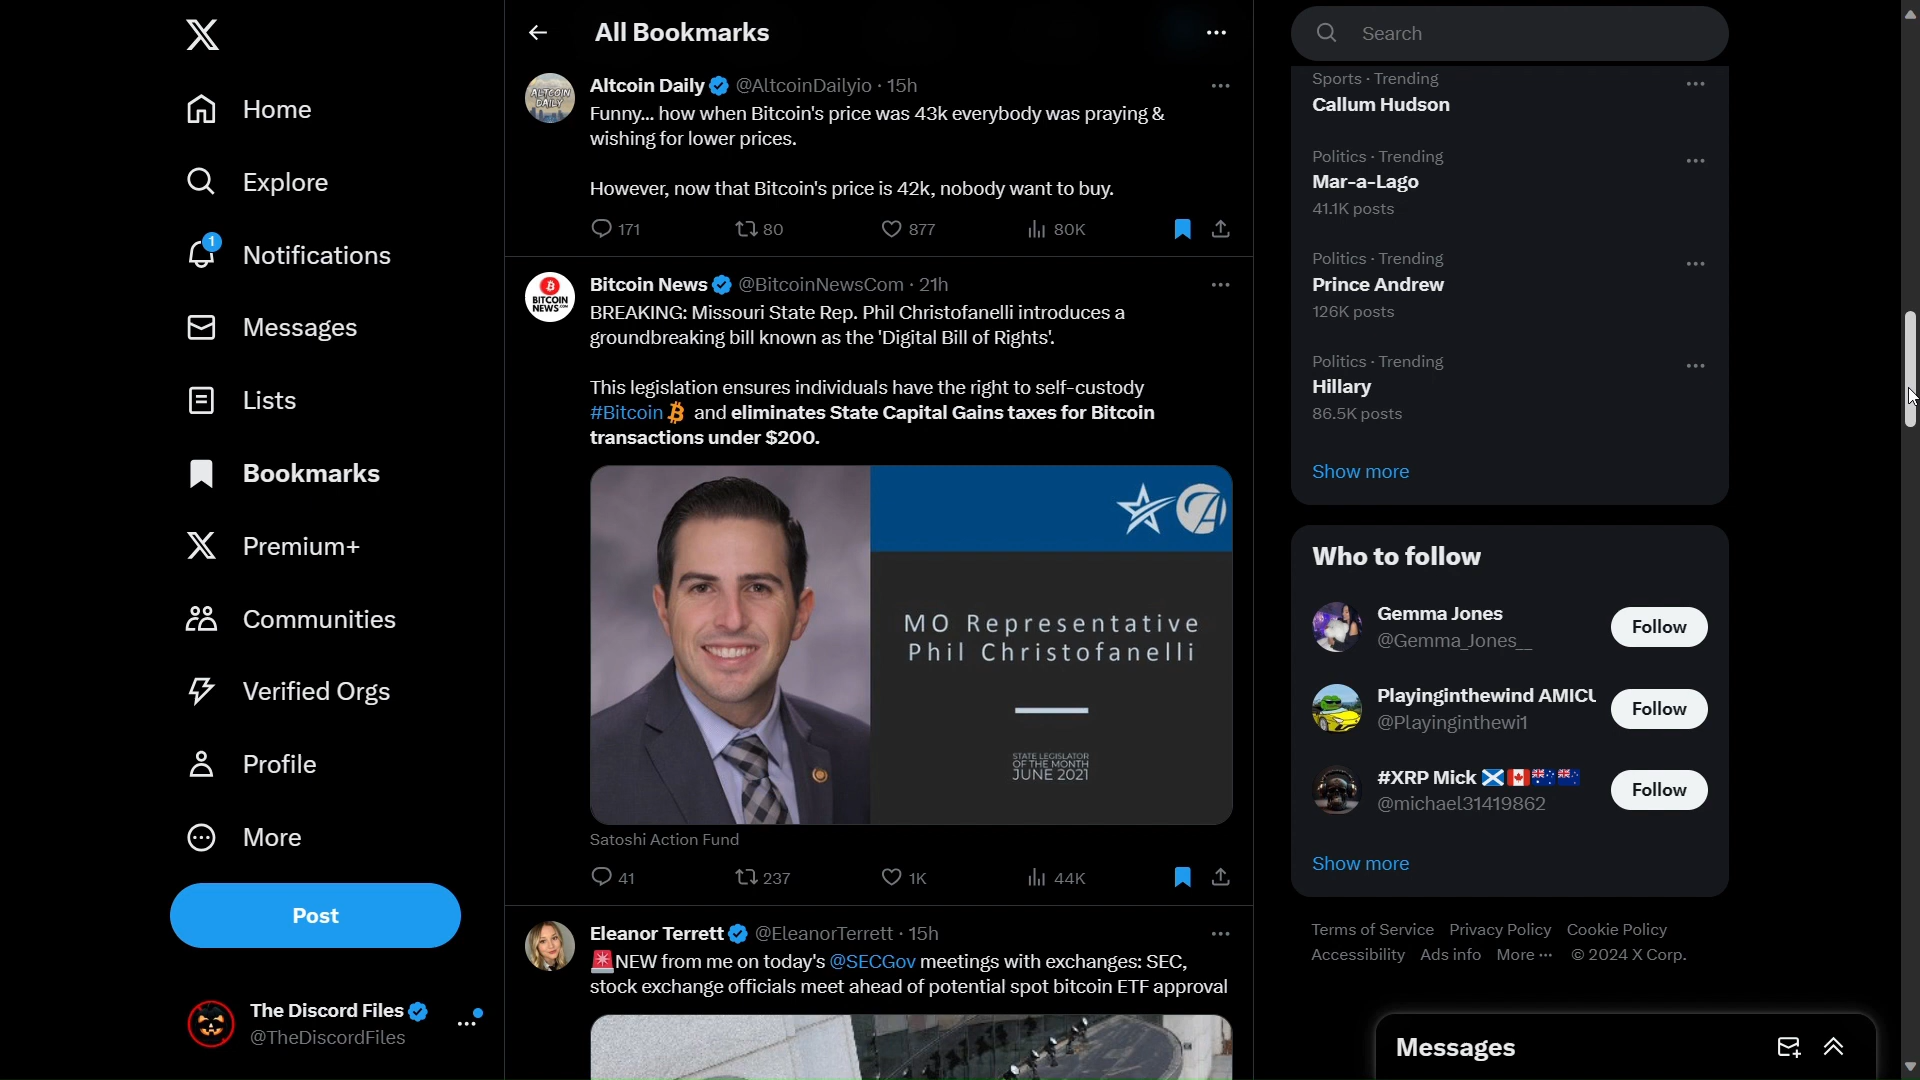 Home
Explore
1
Notifications
Messages
Lists
Bookmarks
Premium+
Communities
Verified Orgs
Profile
More
Post
The Discord Files
@TheDiscordFiles
All Bookmarks
ALTCOIN
DAILY
Altcoin Daily @AltcoinDailyio · 15h
Funny... how when Bitcoin's price was 43k everybody was praying &
wishing for lower prices.
However, now that Bitcoin's price is 42k, nobody want to buy.
171 80 877 80K
BITCOIN
NEWS.COM
Bitcoin News @BitcoinNewsCom · 21h
BREAKING: Missouri State Rep. Phil Christofanelli introduces a
groundbreaking bill known as the 'Digital Bill of Rights'.
This legislation ensures individuals have the right to self-custody
#Bitcoin and eliminates State Capital Gains taxes for Bitcoin
transactions under $200.
MO Representative
Phil Christofanelli
STATE LEGISLATOR
OF THE MONTH
JUNE 2021
Satoshi Action Fund
41 237 1K 44K
Eleanor Terrett @EleanorTerrett · 15h
🚨NEW from me on today's @SECGov meetings with exchanges: SEC,
stock exchange officials meet ahead of potential spot bitcoin ETF approval
Search
Sports · Trending
Callum Hudson
Politics · Trending
Mar-a-Lago
41.1K posts
Politics · Trending
Prince Andrew
126K posts
Politics · Trending
Hillary
86.5K posts
Show more
Who to follow
Gemma Jones
@Gemma_Jones__
Follow
Playinginthewind AMICU
@Playinginthewi1
Follow
#XRP Mick 🏴󠁧󠁢󠁳󠁣󠁴󠁿🇨🇦🇦🇺🇳🇿
@michael31419862
Follow
Show more
Terms of Service Privacy Policy Cookie Policy
Accessibility Ads info More ··· © 2024 X Corp.
Messages